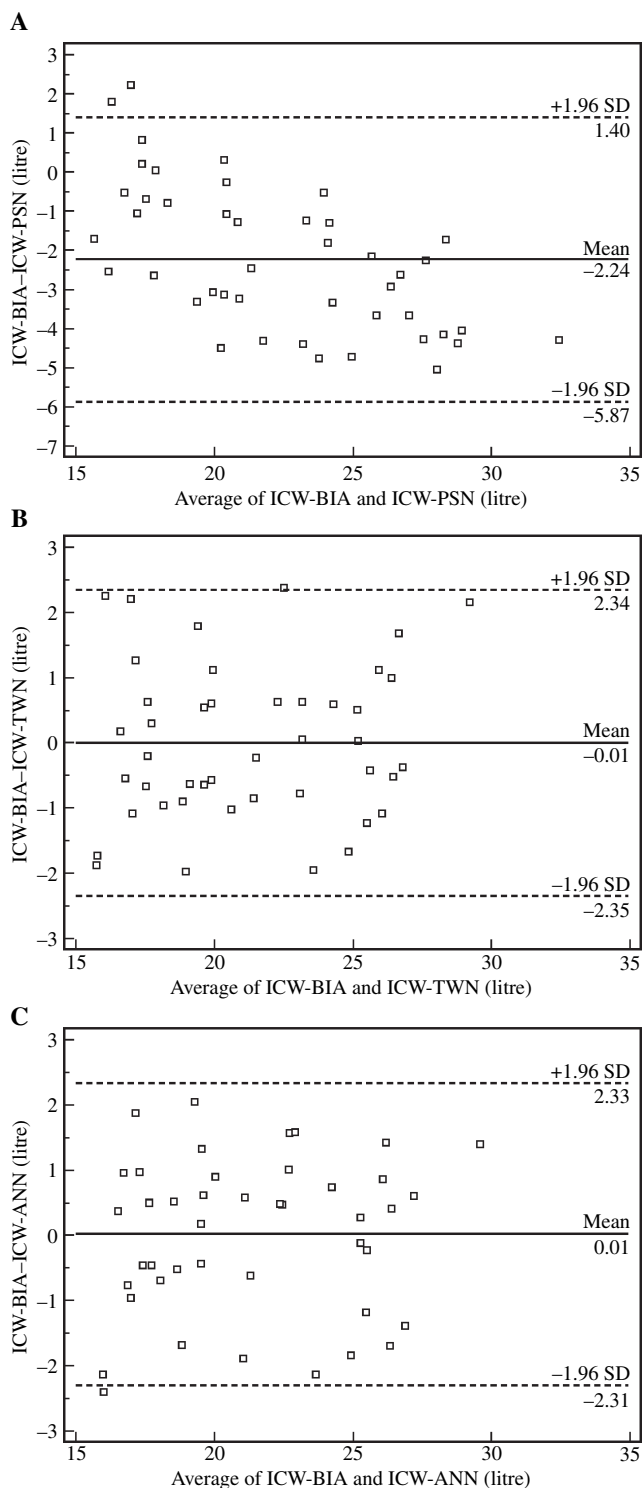 A
3
2
1
0
−1
−2
−3
−4
−5
−6
−7
ICW-BIA–ICW-PSN (litre)
+1.96 SD
1.40
Mean
−2.24
−1.96 SD
−5.87
15 20 25 30 35
Average of ICW-BIA and ICW-PSN (litre)
B
3
2
1
0
−1
−2
−3
ICW-BIA–ICW-TWN (litre)
+1.96 SD
2.34
Mean
−0.01
−1.96 SD
−2.35
15 20 25 30 35
Average of ICW-BIA and ICW-TWN (litre)
C
3
2
1
0
−1
−2
−3
ICW-BIA–ICW-ANN (litre)
+1.96 SD
2.33
Mean
0.01
−1.96 SD
−2.31
15 20 25 30 35
Average of ICW-BIA and ICW-ANN (litre)